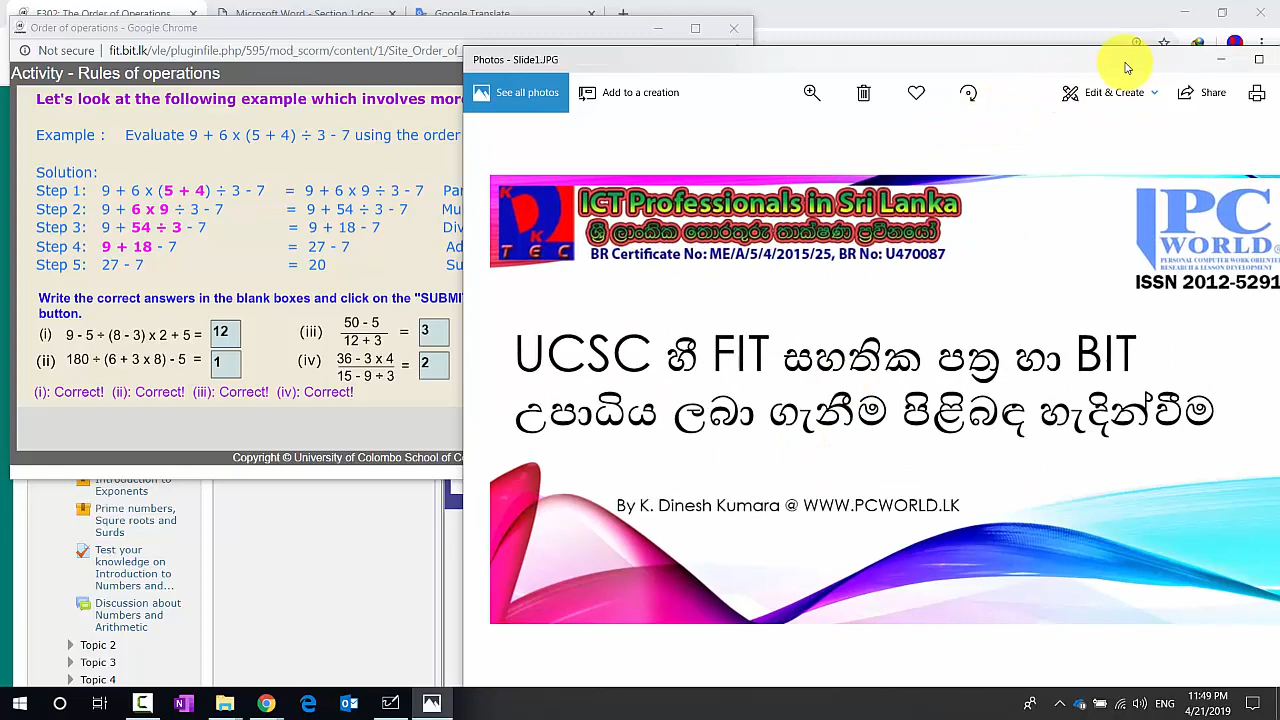 E302: The Order of Operations
Microsoft Word - Section 1.doc
Google Translate
Order of operations - Google Chrome
Not secure | fit.bit.lk/vle/pluginfile.php/595/mod_scorm/content/1/Site_Order_of_
Activity - Rules of operations
Let's look at the following example which involves more
Example : Evaluate 9 + 6 x (5 + 4) ÷ 3 - 7 using the order
Solution:
Step 1: 9 + 6 x (5 + 4) ÷ 3 - 7 = 9 + 6 x 9 ÷ 3 - 7 Par
Step 2: 9 + 6 x 9 ÷ 3 - 7 = 9 + 54 ÷ 3 - 7 Mu
Step 3: 9 + 54 ÷ 3 - 7 = 9 + 18 - 7 Div
Step 4: 9 + 18 - 7 = 27 - 7 Ad
Step 5: 27 - 7 = 20 Su
Write the correct answers in the blank boxes and click on the "SUBMI
button.
(i) 9 - 5 ÷ (8 - 3) x 2 + 5 = 12
(ii) 180 ÷ (6 + 3 x 8) - 5 = 1
(iii) 50 - 5 / 12 + 3 = 3
(iv) 36 - 3 x 4 / 15 - 9 ÷ 3 = 2
(i): Correct! (ii): Correct! (iii): Correct! (iv): Correct!
Copyright © University of Colombo School of C
Introduction to
Exponents
Prime numbers,
Squre roots and
Surds
Test your
knowledge on
Introduction to
Numbers and...
Discussion about
Numbers and
Arithmetic
Topic 2
Topic 3
Topic 4
Photos - Slide1.JPG
See all photos
Add to a creation
Edit & Create
Share
K D K
T E C
ICT Professionals in Sri Lanka
ශ්‍රී ලාංකික තොරතුරු තාක්ෂණ ප්‍රවීනයෝ
BR Certificate No: ME/A/5/4/2015/25, BR No: U470087
IPC
WORLD®
PERSONAL COMPUTER WORK ORIENTE
RESEARCH & LESSON DEVELOPMENT
ISSN 2012-5291
UCSC හී FIT සහතික පත්‍ර හා BIT
උපාධිය ලබා ගැනීම පිළිබඳ හැදින්වීම
By K. Dinesh Kumara @ WWW.PCWORLD.LK
ENG
11:49 PM
4/21/2019